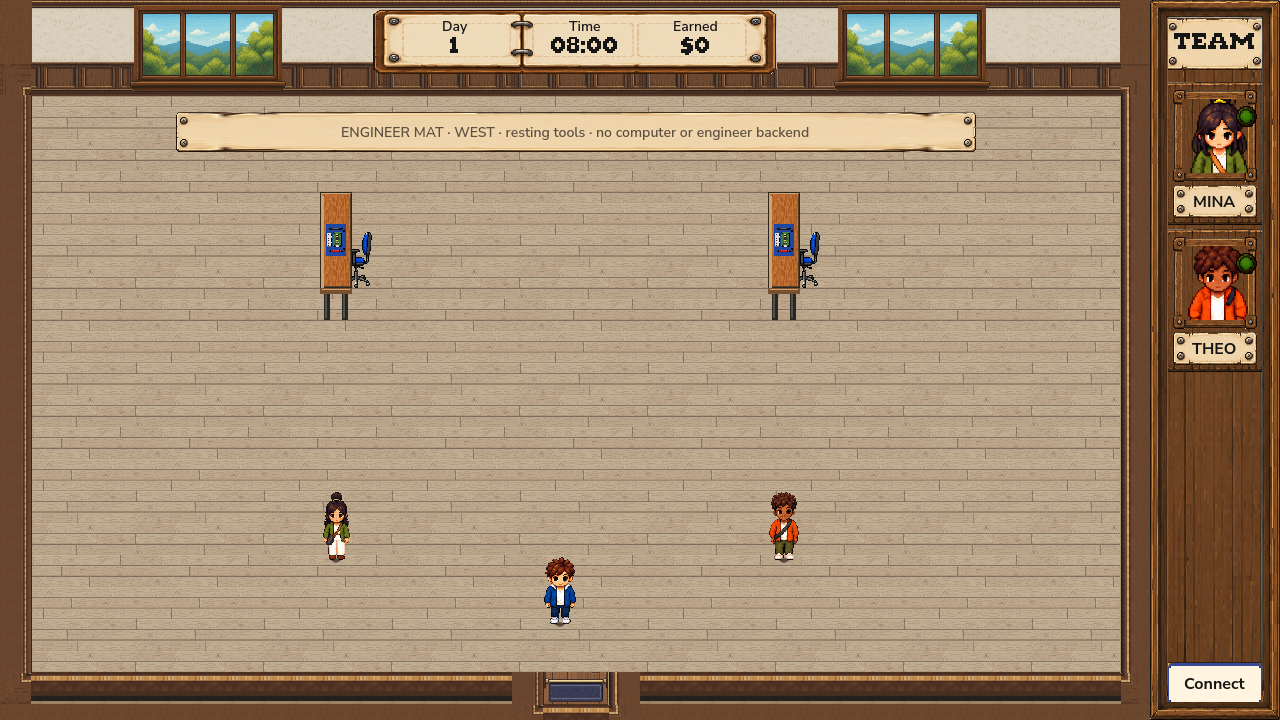 Day
1
Time
08:00
Earned
$0
TEAM
ENGINEER MAT · WEST · resting tools · no computer or engineer backend
MINA
THEO
Connect